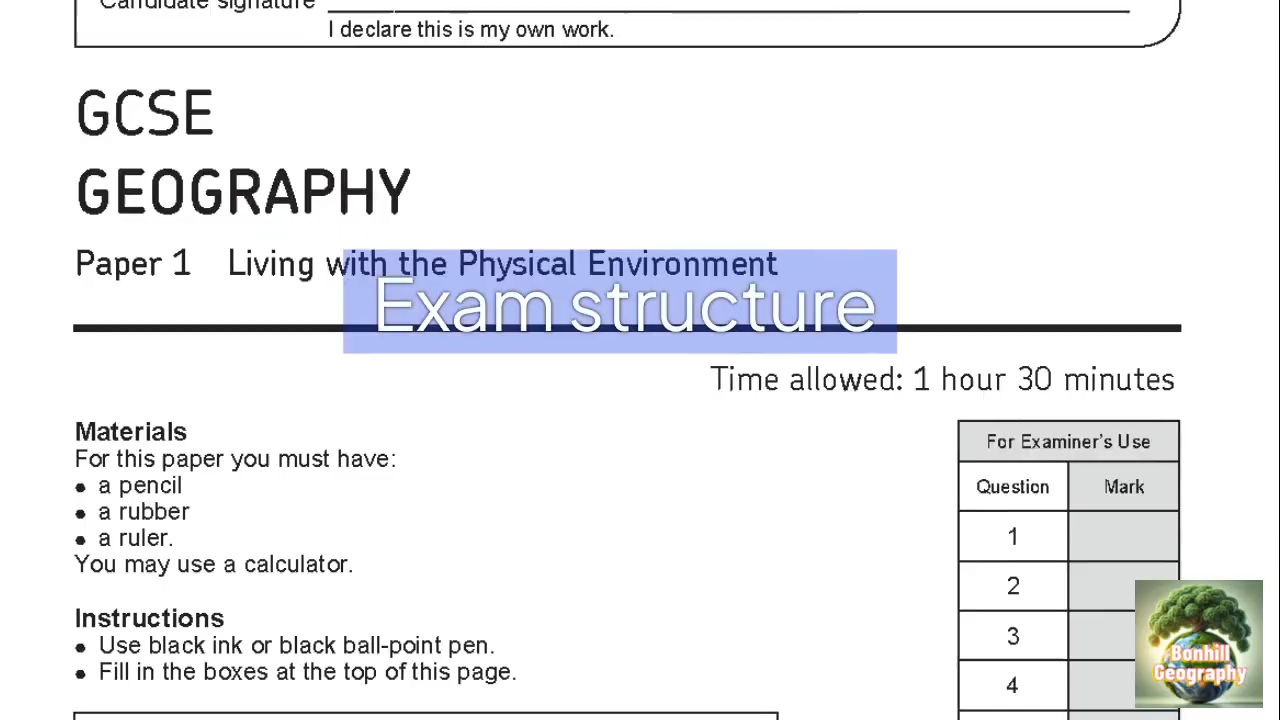 Candidate signature
I declare this is my own work.
GCSE
GEOGRAPHY
Paper 1 Living with the Physical Environment
Exam structure
Time allowed: 1 hour 30 minutes
Materials
For this paper you must have:
• a pencil
• a rubber
• a ruler.
You may use a calculator.
Instructions
• Use black ink or black ball-point pen.
• Fill in the boxes at the top of this page.
For Examiner's Use
Question Mark
1
2
3
4
Bonhill
Geography